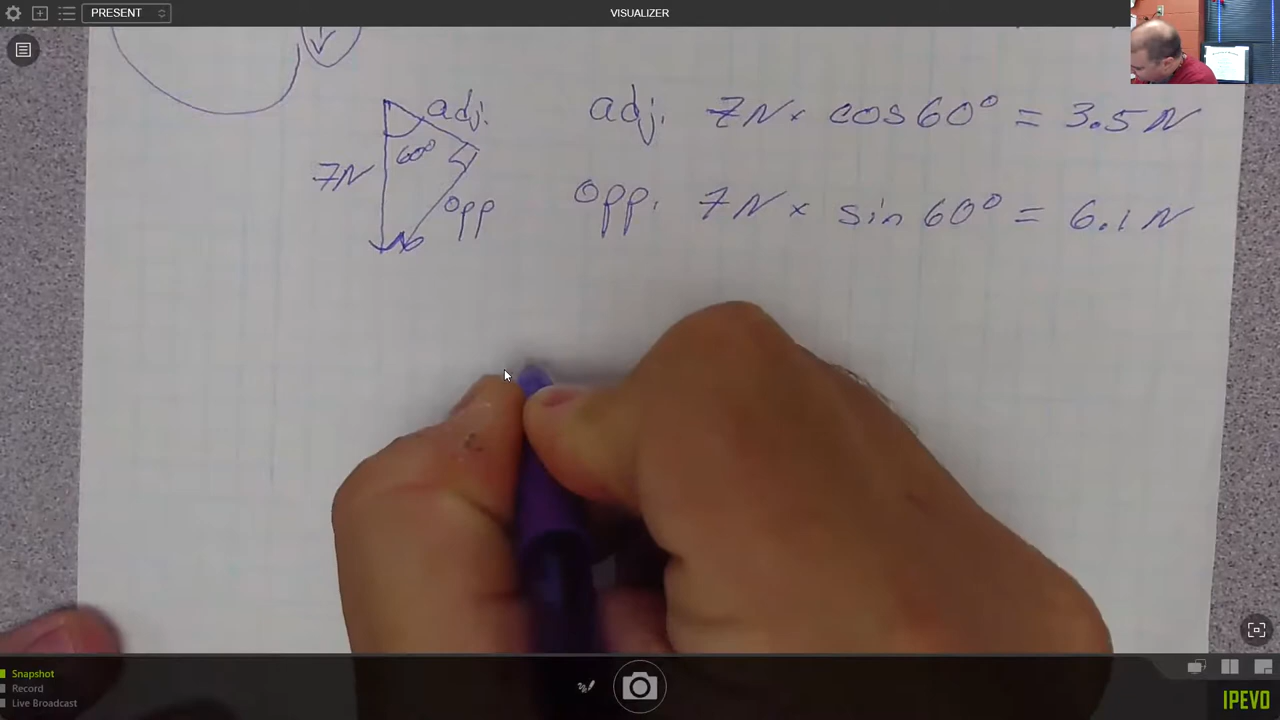 PRESENT
VISUALIZER
adj. 7N × cos 60° = 3.5 N
adj.
60°
7N
opp
opp. 7N × sin 60° = 6.1 N
Snapshot
Record
Live Broadcast
IPEVO